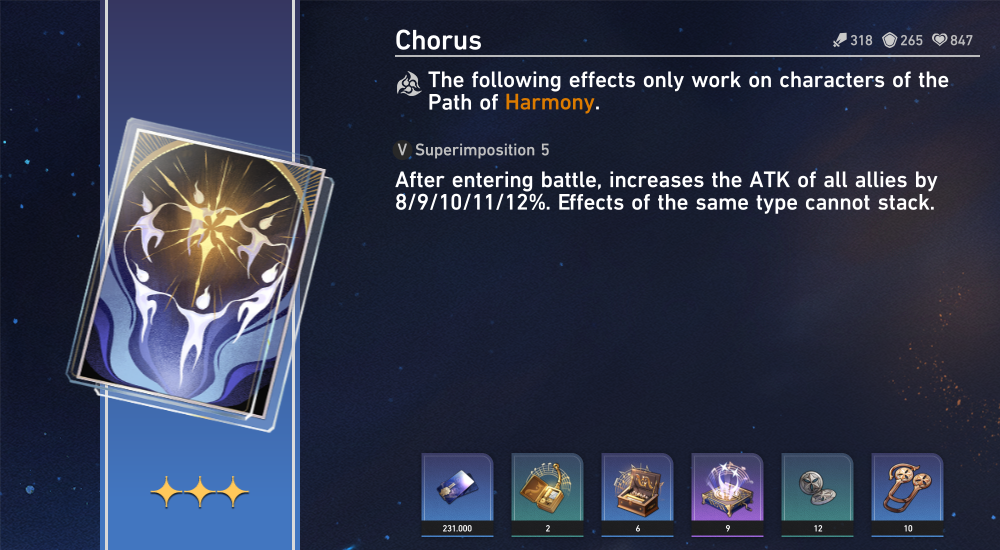 Chorus
318 265 847
The following effects only work on characters of the
Path of Harmony.
V Superimposition 5
After entering battle, increases the ATK of all allies by
8/9/10/11/12%. Effects of the same type cannot stack.
231.000 2 6 9 12 10